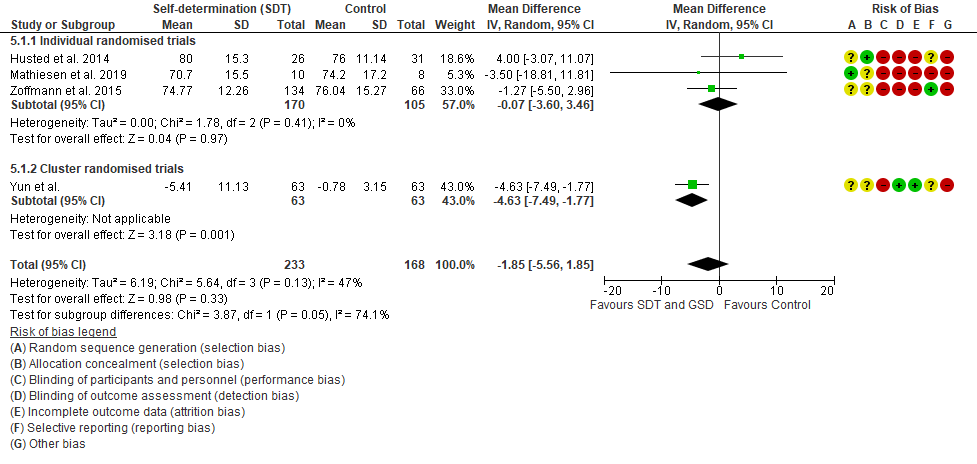 Self-determination (SDT) Control Mean Difference Mean Difference Risk of Bias
Study or Subgroup Mean SD Total Mean SD Total Weight IV, Random, 95% CI IV, Random, 95% CI A B C D E F G
5.1.1 Individual randomised trials
Husted et al. 2014 80 15.3 26 76 11.14 31 18.6% 4.00 [-3.07, 11.07] ? + − − − ? −
Mathiesen et al. 2019 70.7 15.5 10 74.2 17.2 8 5.3% -3.50 [-18.81, 11.81] + ? − − − − −
Zoffmann et al. 2015 74.77 12.26 134 76.04 15.27 66 33.0% -1.27 [-5.50, 2.96] ? ? − − − + −
Subtotal (95% CI) 170 105 57.0% -0.07 [-3.60, 3.46]
Heterogeneity: Tau² = 0.00; Chi² = 1.78, df = 2 (P = 0.41); I² = 0%
Test for overall effect: Z = 0.04 (P = 0.97)
5.1.2 Cluster randomised trials
Yun et al. -5.41 11.13 63 -0.78 3.15 63 43.0% -4.63 [-7.49, -1.77] ? ? − + + ? −
Subtotal (95% CI) 63 63 43.0% -4.63 [-7.49, -1.77]
Heterogeneity: Not applicable
Test for overall effect: Z = 3.18 (P = 0.001)
Total (95% CI) 233 168 100.0% -1.85 [-5.56, 1.85]
Heterogeneity: Tau² = 6.19; Chi² = 5.64, df = 3 (P = 0.13); I² = 47%
Test for overall effect: Z = 0.98 (P = 0.33)
Test for subgroup differences: Chi² = 3.87, df = 1 (P = 0.05), I² = 74.1%
-20 -10 0 10 20
Favours SDT and GSD Favours Control
Risk of bias legend
(A) Random sequence generation (selection bias)
(B) Allocation concealment (selection bias)
(C) Blinding of participants and personnel (performance bias)
(D) Blinding of outcome assessment (detection bias)
(E) Incomplete outcome data (attrition bias)
(F) Selective reporting (reporting bias)
(G) Other bias